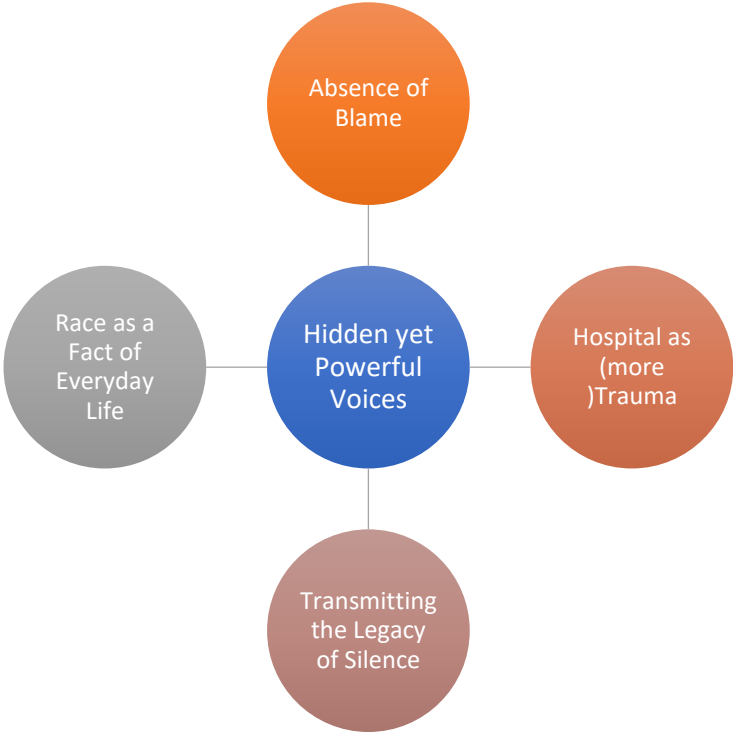 Absence of
Blame
Race as a
Fact of
Everyday
Life
Hidden yet
Powerful
Voices
Hospital as
(more
)Trauma
Transmitting
the Legacy
of Silence